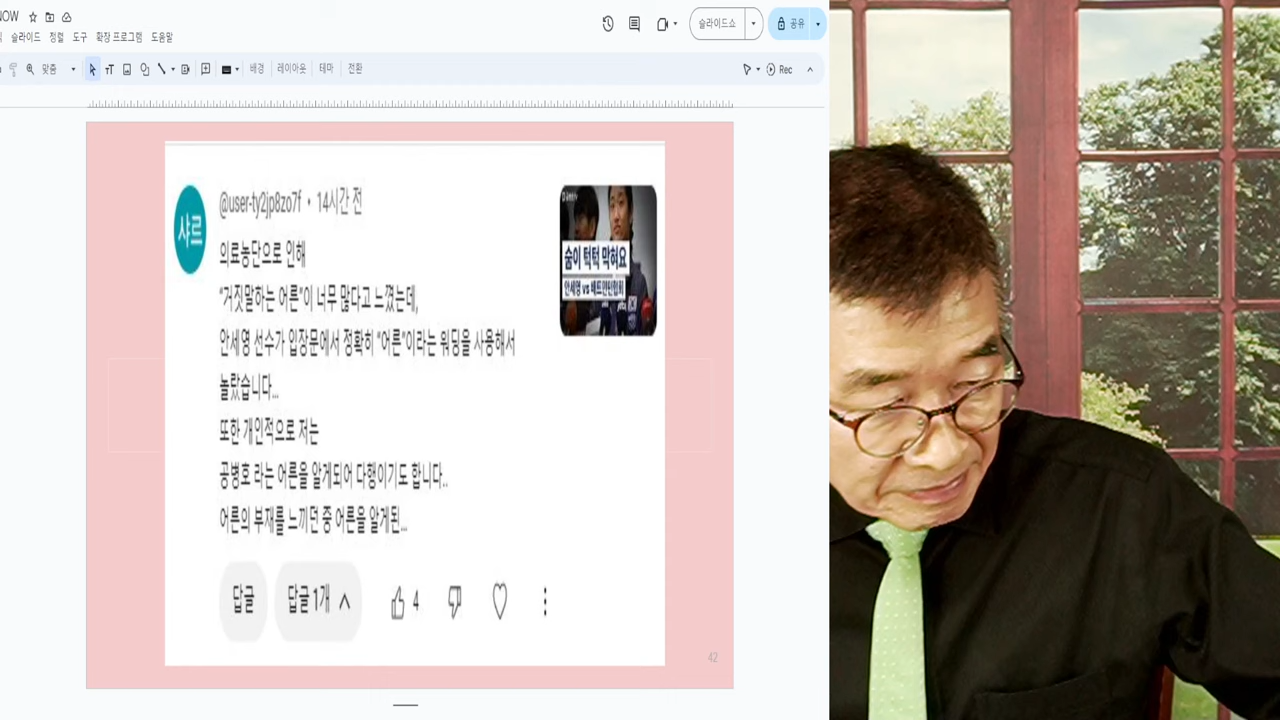 NOW
슬라이드 정렬 도구 확장 프로그램 도움말
슬라이드쇼
공유
맞춤
배경 레이아웃 테마 전환
Rec
샤르
@user-ty2jp8zo7f • 14시간 전
의료농단으로 인해
“거짓말하는 어른”이 너무 많다고 느꼈는데,
안세영 선수가 입장문에서 정확히 “어른”이라는 워딩을 사용해서
놀랐습니다...
또한 개인적으로 저는
공병호 라는 어른을 알게되어 다행이기도 합니다..
어른의 부재를 느끼던 중 어른을 알게된...
숨이 턱턱 막혀요
안세영 vs 배드민턴협회
답글
답글 1개
4
42